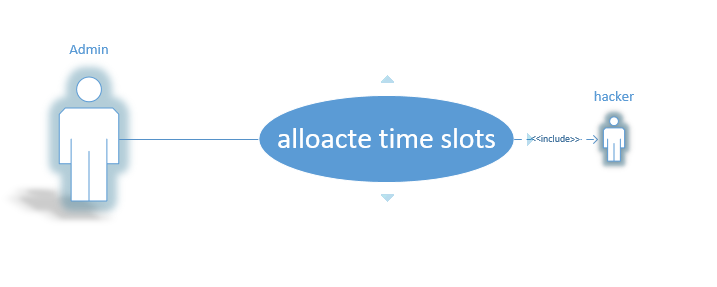 Admin
hacker
alloacte time slots
<<include>>